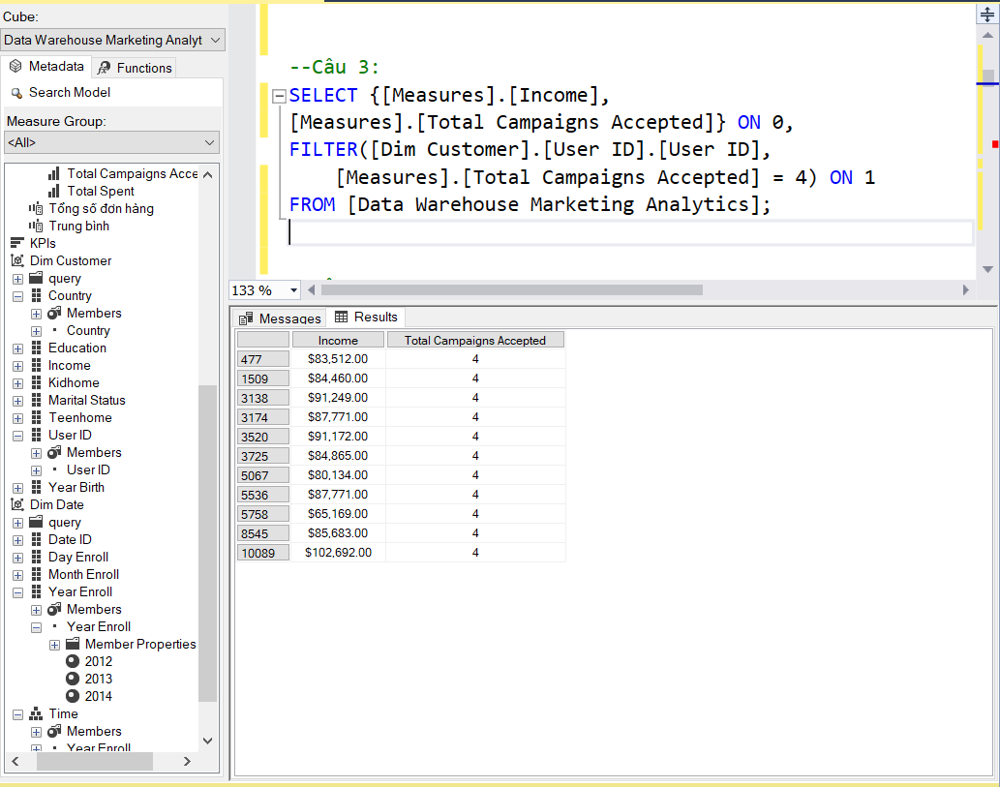 Cube:
Data Warehouse Marketing Analyt
Metadata
Functions
Search Model
Measure Group:
<All>
Total Campaigns Acce
Total Spent
Tổng số đơn hàng
Trung bình
KPIs
Dim Customer
query
Country
Members
Country
Education
Income
Kidhome
Marital Status
Teenhome
User ID
Members
User ID
Year Birth
Dim Date
query
Date ID
Day Enroll
Month Enroll
Year Enroll
Members
Year Enroll
Member Properties
2012
2013
2014
Time
Members
Year Enroll
--Câu 3:
SELECT {[Measures].[Income],
[Measures].[Total Campaigns Accepted]} ON 0,
FILTER([Dim Customer].[User ID].[User ID],
[Measures].[Total Campaigns Accepted] = 4) ON 1
FROM [Data Warehouse Marketing Analytics];
133 %
Messages
Results
Income Total Campaigns Accepted
477 $83,512.00 4
1509 $84,460.00 4
3138 $91,249.00 4
3174 $87,771.00 4
3520 $91,172.00 4
3725 $84,865.00 4
5067 $80,134.00 4
5536 $87,771.00 4
5758 $65,169.00 4
8545 $85,683.00 4
10089 $102,692.00 4